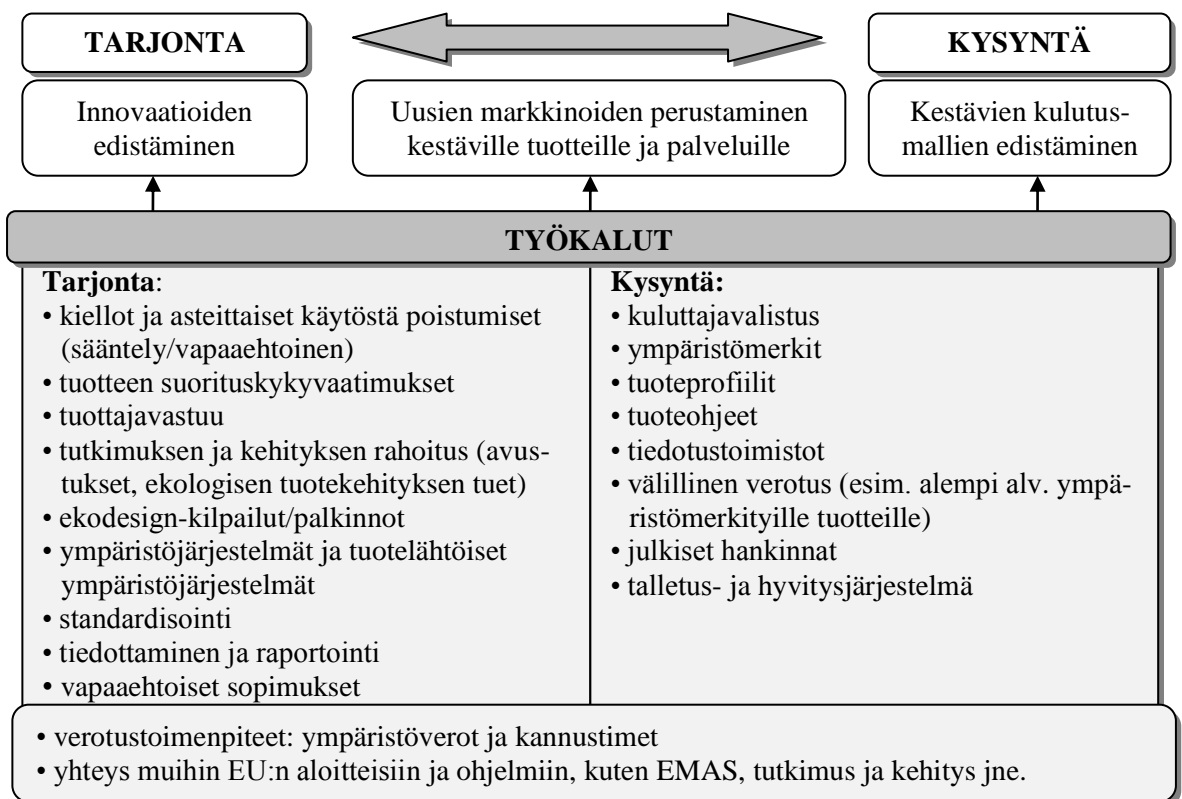 TARJONTA
KYSYNTÄ
Innovaatioiden
edistäminen
Uusien markkinoiden perustaminen
kestäville tuotteille ja palveluille
Kestävien kulutus-
mallien edistäminen
TYÖKALUT
Tarjonta:
• kiellot ja asteittaiset käytöstä poistumiset
(sääntely/vapaaehtoinen)
• tuotteen suorituskykyvaatimukset
• tuottajavastuu
• tutkimuksen ja kehityksen rahoitus (avus-
tukset, ekologisen tuotekehityksen tuet)
• ekodesign-kilpailut/palkinnot
• ympäristöjärjestelmät ja tuotelähtöiset
ympäristöjärjestelmät
• standardisointi
• tiedottaminen ja raportointi
• vapaaehtoiset sopimukset
Kysyntä:
• kuluttajavalistus
• ympäristömerkit
• tuoteprofiilit
• tuoteohjeet
• tiedotustoimistot
• välillinen verotus (esim. alempi alv. ympä-
ristömerkityille tuotteille)
• julkiset hankinnat
• talletus- ja hyvitysjärjestelmä
• verotustoimenpiteet: ympäristöverot ja kannustimet
• yhteys muihin EU:n aloitteisiin ja ohjelmiin, kuten EMAS, tutkimus ja kehitys jne.